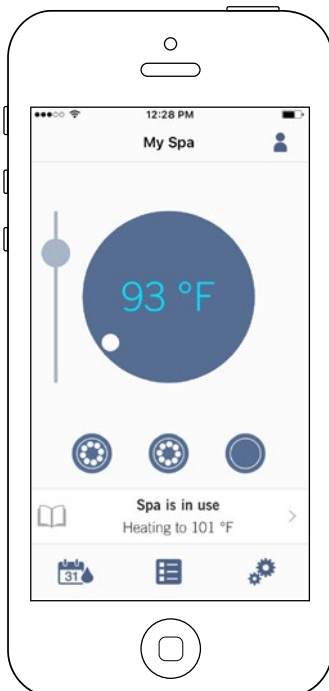 12:28 PM
My Spa
93 °F
Spa is in use
Heating to 101 °F
31